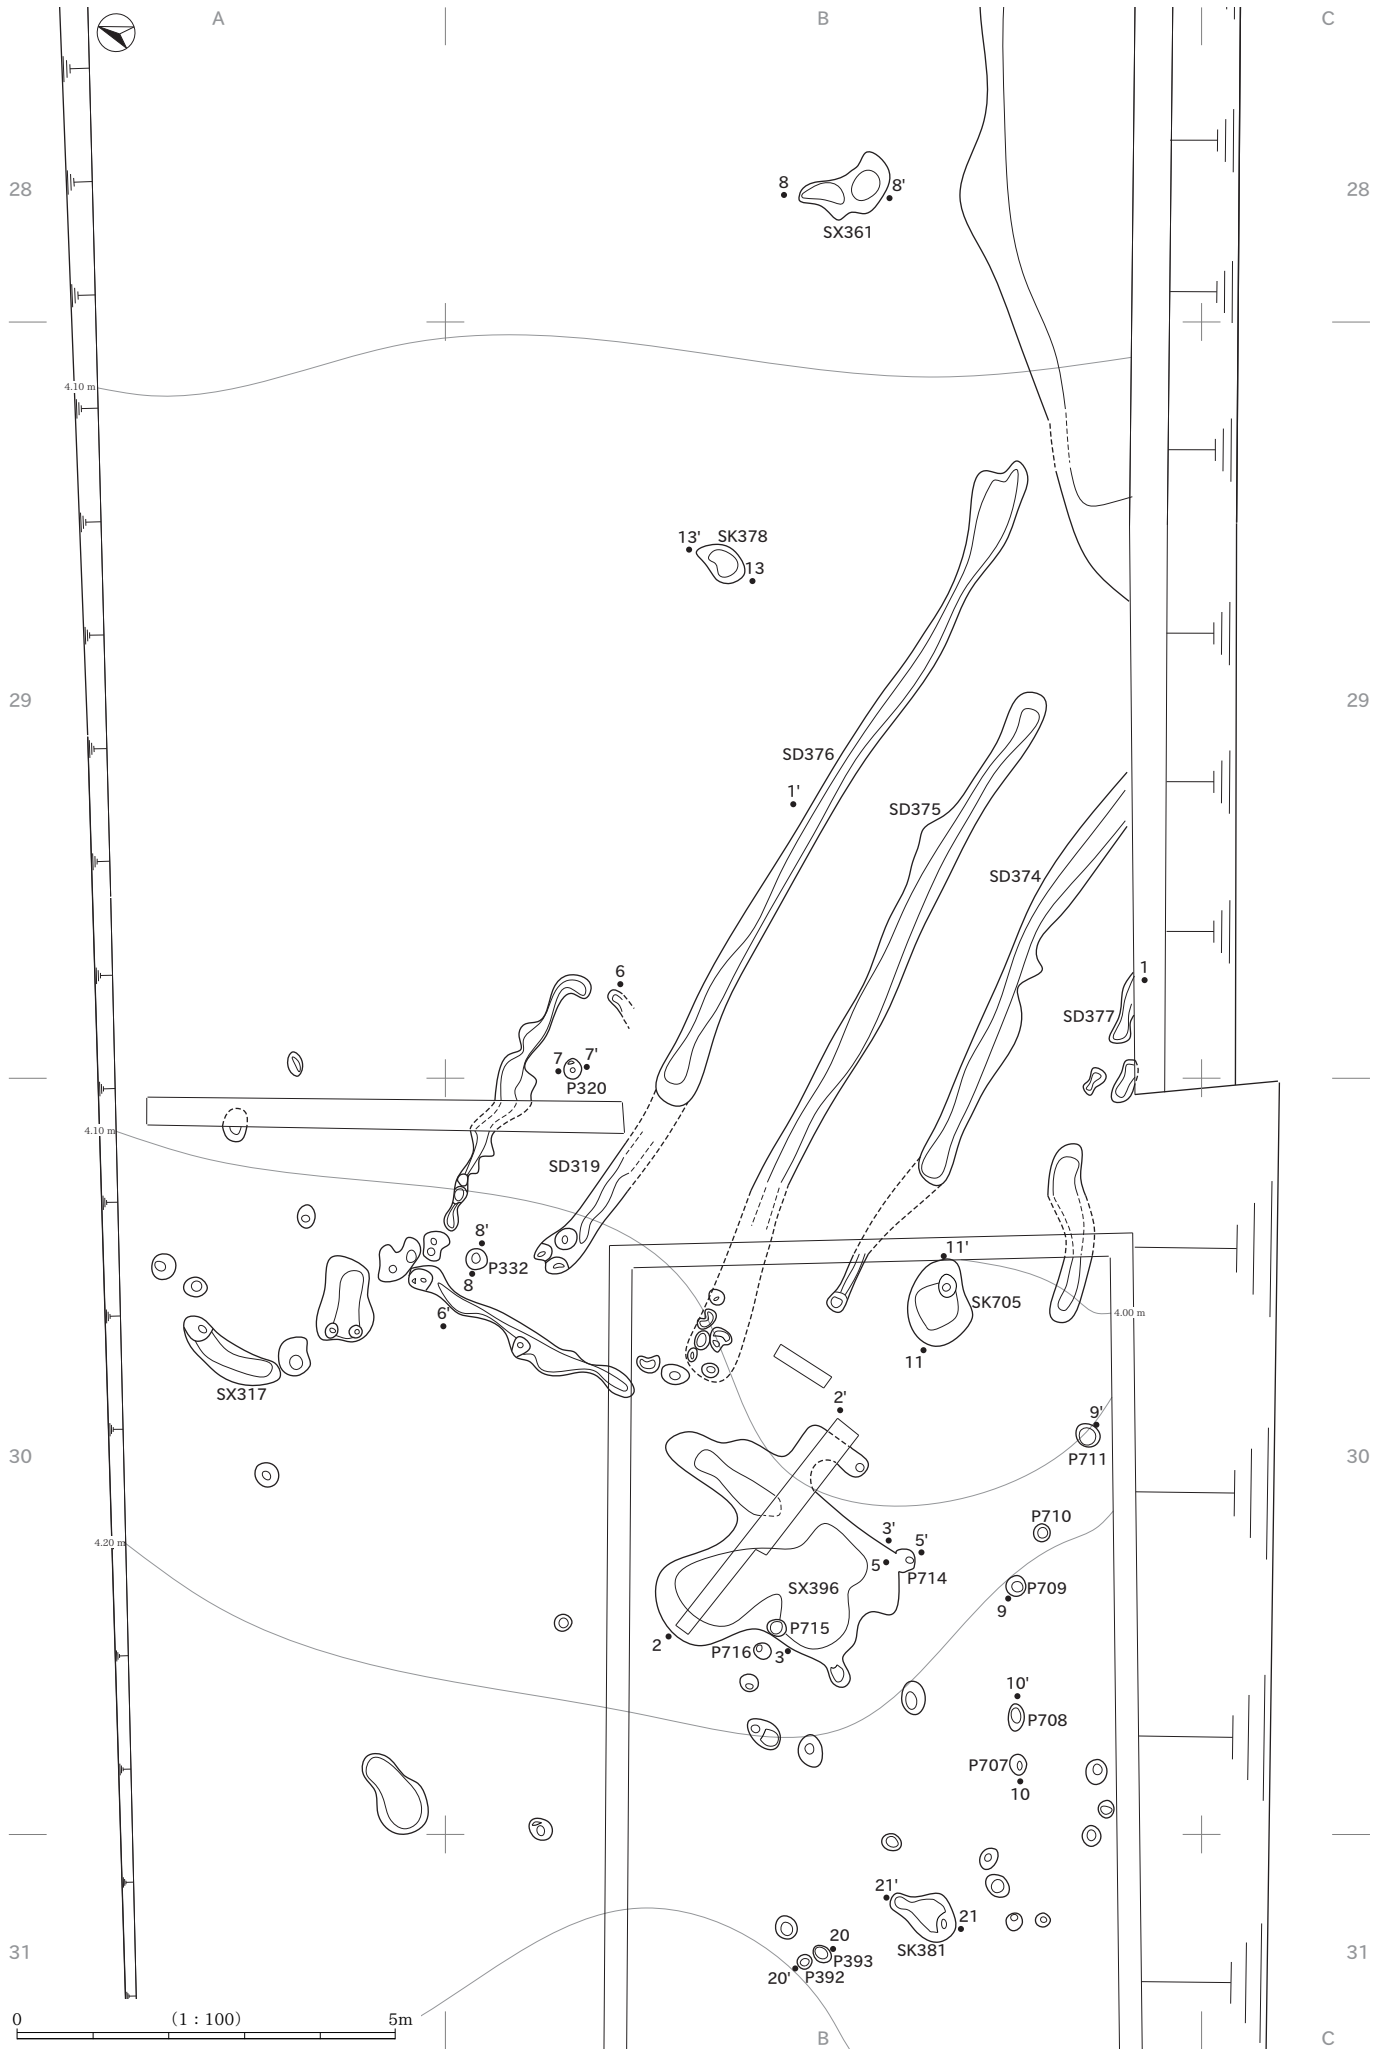 A
B
C
28
28
8
8'
SX361
4.10 m
13'
SK378
13
29
29
SD376
1'
SD375
SD374
6
1
SD377
7
7'
P320
4.10 m
SD319
8'
P332
8
11'
SK705
4.00 m
6'
11
SX317
2'
9'
30
30
P711
P710
3'
5'
4.20 m
5
P714
SX396
P709
9
P715
2
P716
3
10'
P708
P707
10
21'
21
20
SK381
31
31
P393
20'
P392
0
(1 : 100)
5m
B
C